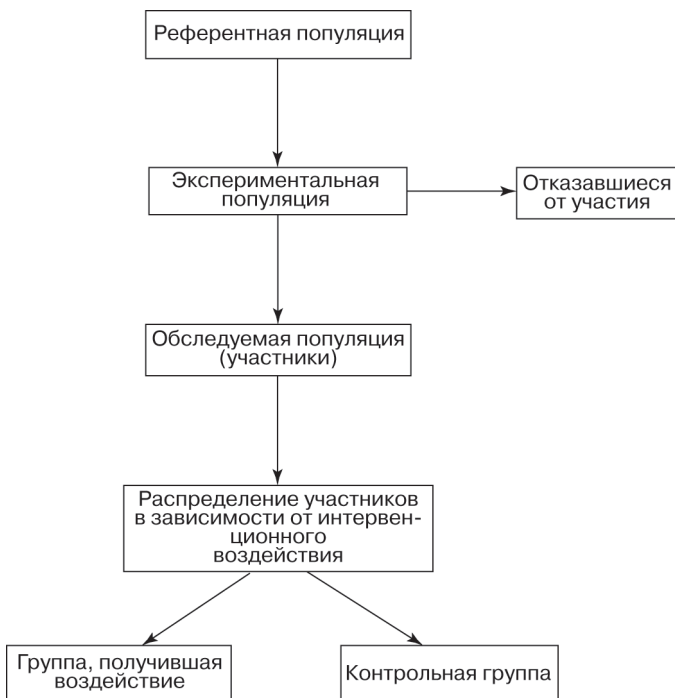 Референтная популяция
Экспериментальная
популяция
Отказавшиеся
от участия
Обследуемая популяция
(участники)
Распределение участников
в зависимости от интервен-
ционного
воздействия
Группа, получившая
воздействие
Контрольная группа